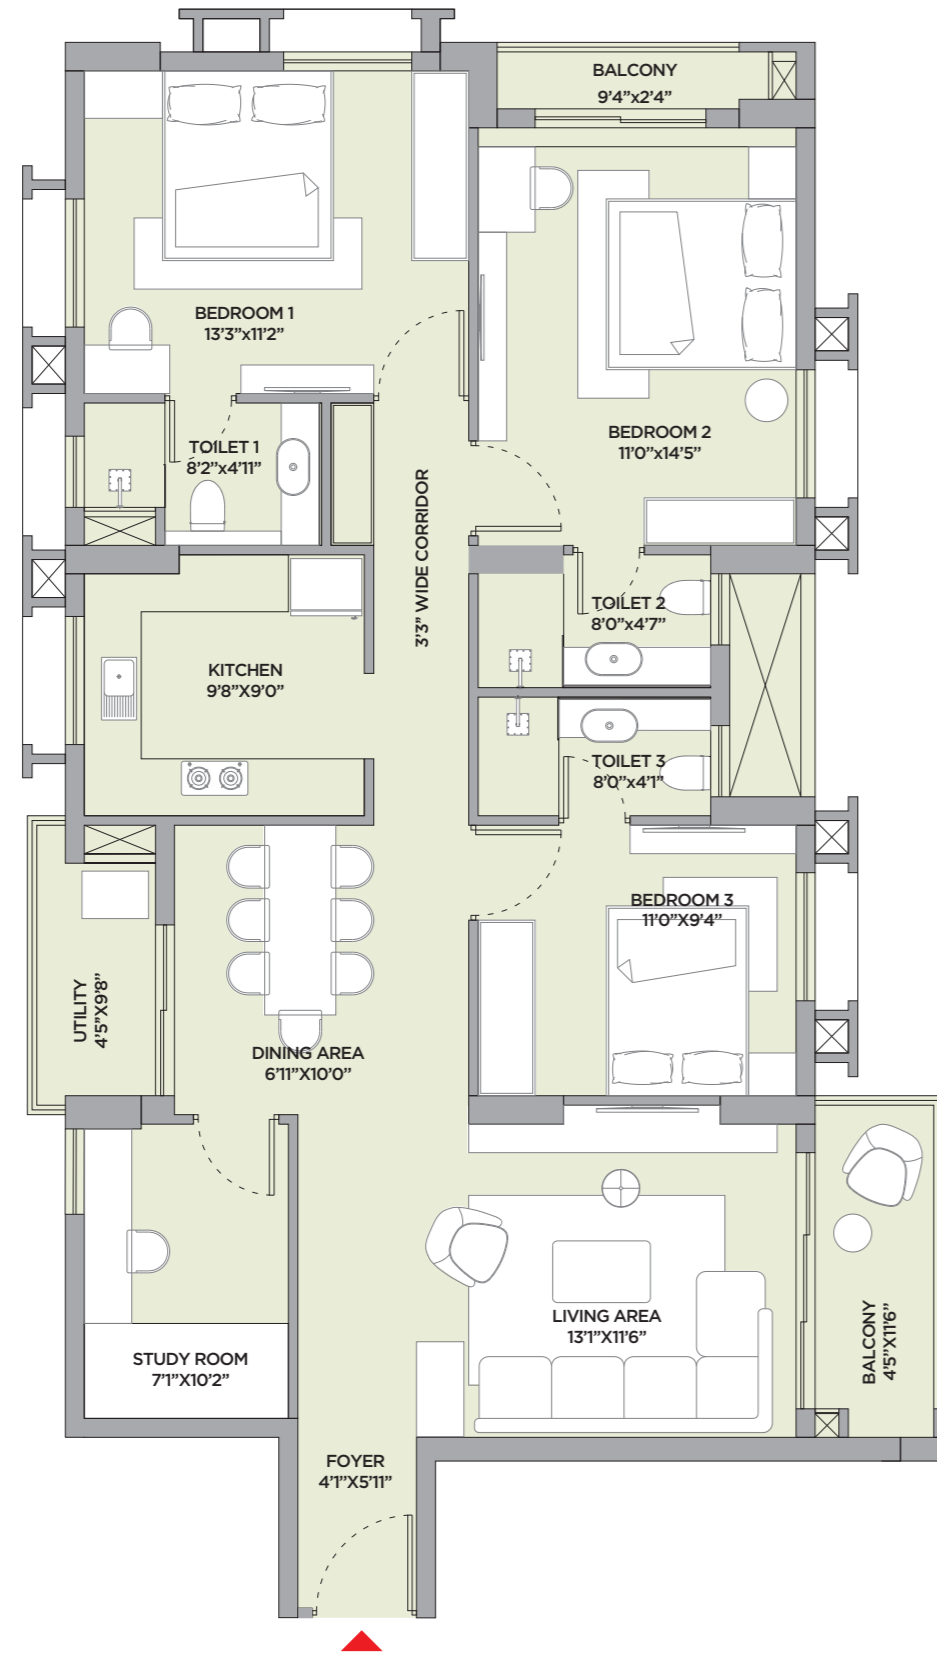 BALCONY
9'4”x2'4”
BEDROOM 1
13'3”x11'2”
BEDROOM 2
11'0”x14'5”
TOILET 1
8'2”x4'11”
3'3” WIDE CORRIDOR
TOILET 2
8'0”x4'7”
KITCHEN
9'8”X9'0”
TOILET 3
8'0”x4'1”
BEDROOM 3
11'0”X9'4”
UTILITY
4'5”X9'8”
DINING AREA
6'11”X10'0”
LIVING AREA
13'1”X11'6”
BALCONY
4'5”X11'6”
STUDY ROOM
7'1”X10'2”
FOYER
4'1”X5'11”